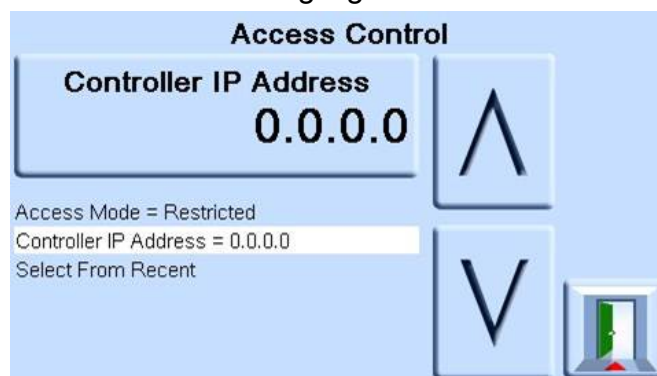 Access Control
Controller IP Address
0.0.0.0
Access Mode = Restricted
Controller IP Address = 0.0.0.0
Select From Recent